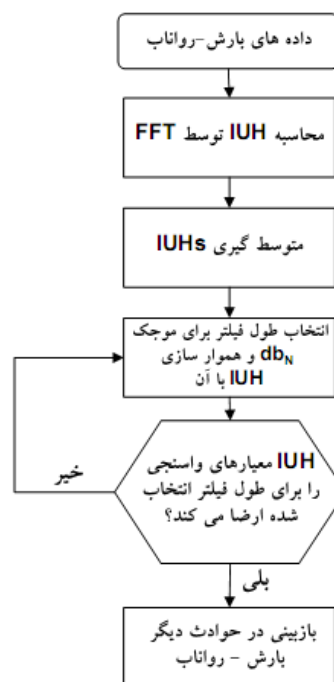 داده های بارش-رواناب
محاسبه IUH توسط FFT
متوسط گیری IUHs
انتخاب طول فیلتر برای موجک
dbN و هموار سازی
IUH با آن
IUH معیارهای واسنجی
را برای طول فیلتر انتخاب
شده ارضا می کند؟
خیر
بلی
بازبینی در حوادث دیگر
بارش - رواناب